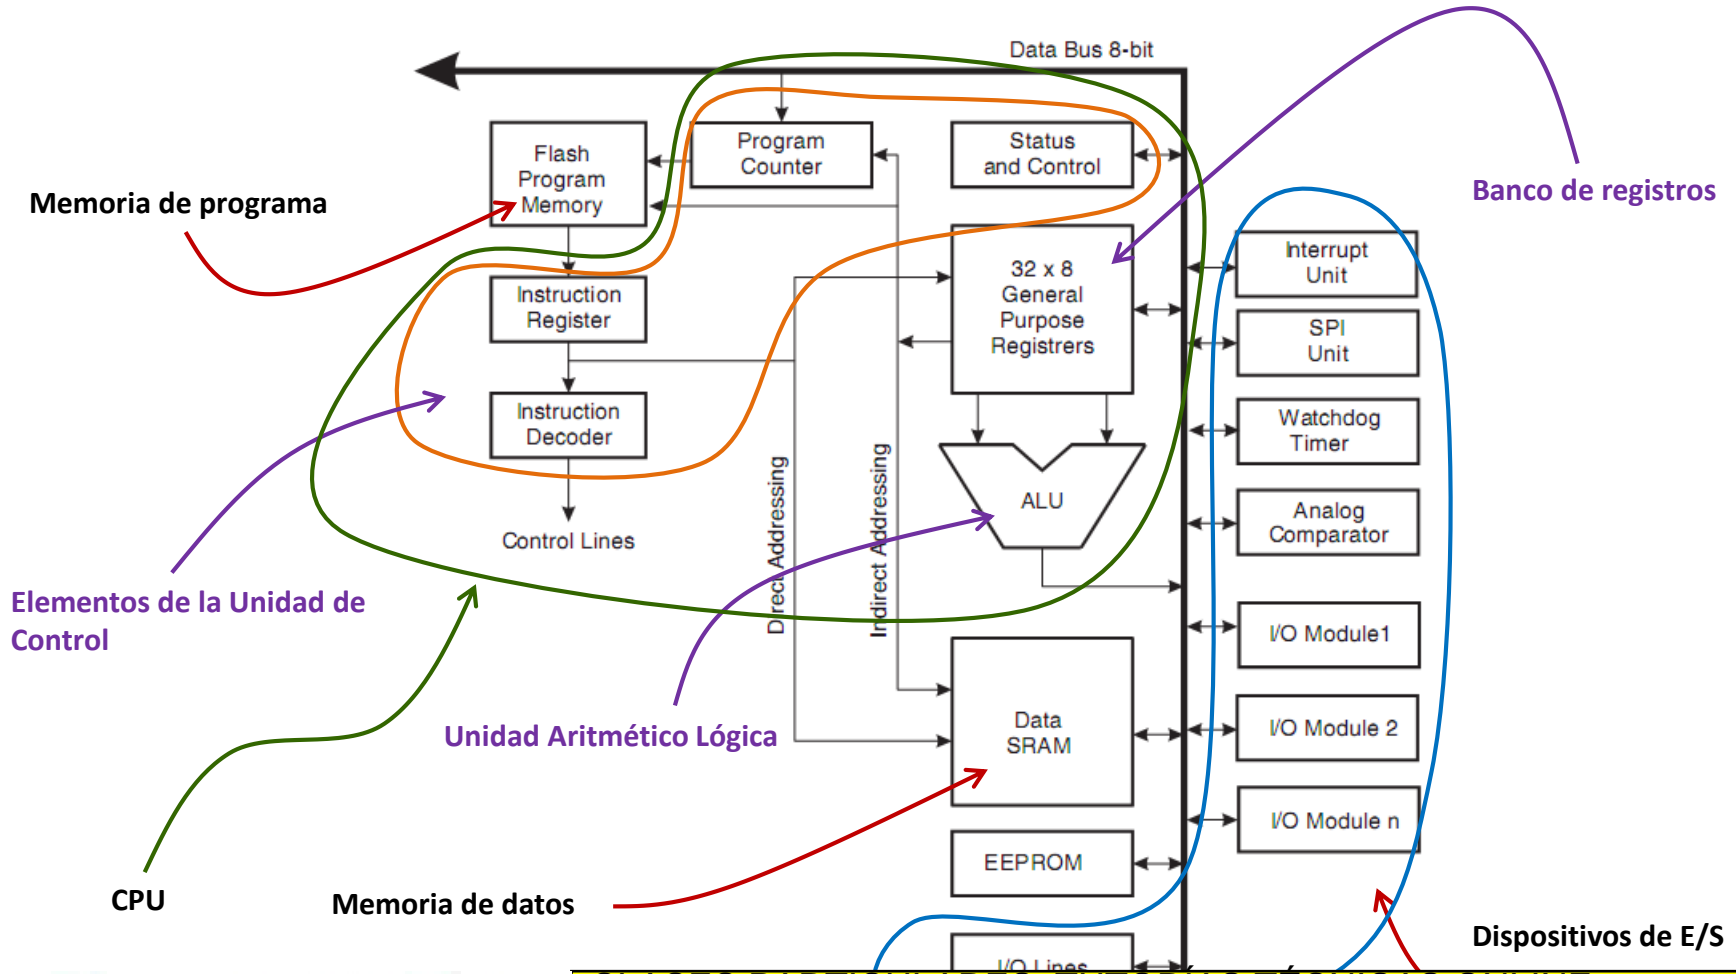 Data Bus 8-bit
Flash
Program
Memory
Program
Counter
Status
and Control
Memoria de programa
Banco de registros
32 x 8
General
Purpose
Registrers
Interrupt
Unit
Instruction
Register
SPI
Unit
Instruction
Decoder
Watchdog
Timer
ALU
Analog
Comparator
Control Lines
Direct Addressing
Indirect Addressing
Elementos de la Unidad de
Control
I/O Module1
Unidad Aritmético Lógica
Data
SRAM
I/O Module 2
I/O Module n
EEPROM
CPU
Memoria de datos
Dispositivos de E/S
I/O Lines